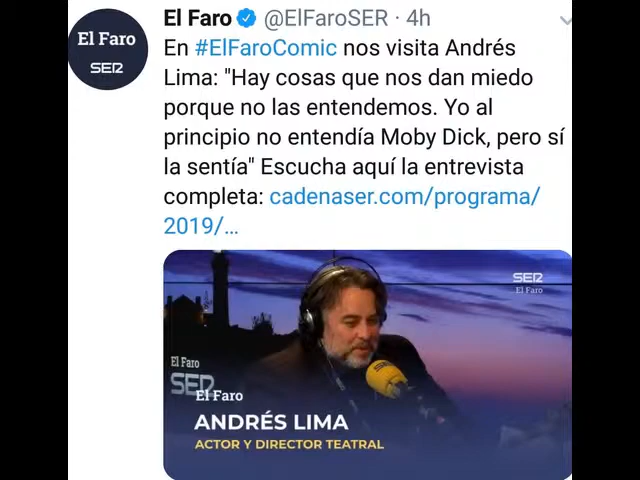 El Faro
SER
El Faro @ElFaroSER · 4h
En #ElFaroComic nos visita Andrés
Lima: "Hay cosas que nos dan miedo
porque no las entendemos. Yo al
principio no entendía Moby Dick, pero sí
la sentía" Escucha aquí la entrevista
completa: cadenaser.com/programa/
2019/…
SER
El Faro
El Faro
SER
El Faro
ANDRÉS LIMA
ACTOR Y DIRECTOR TEATRAL